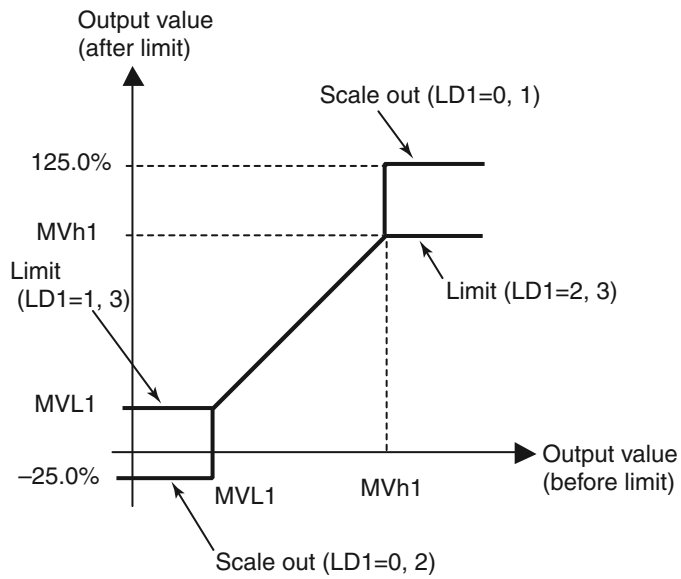 Output value
(after limit)
Scale out (LD1=0, 1)
125.0%
MVh1
Limit
(LD1=1, 3)
Limit (LD1=2, 3)
MVL1
–25.0%
MVL1
MVh1
Output value
(before limit)
Scale out (LD1=0, 2)